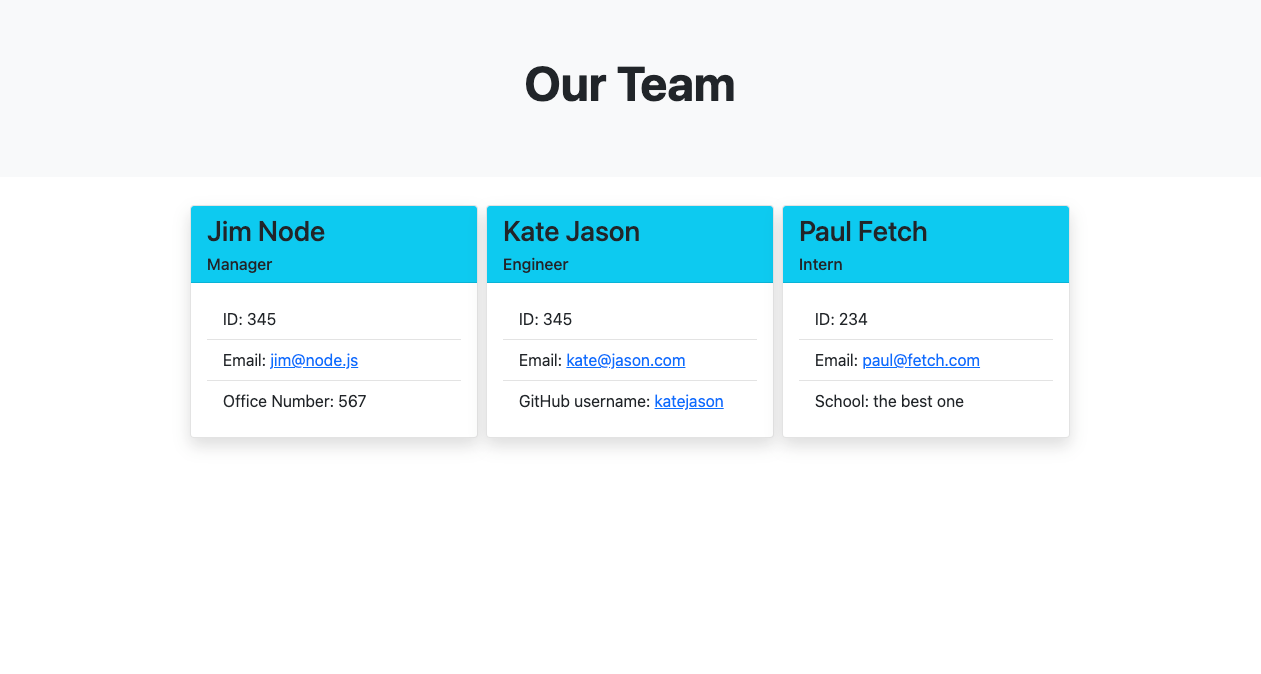 Our Team
Jim Node
Manager
ID: 345
Email: jim@node.js
Office Number: 567
Kate Jason
Engineer
ID: 345
Email: kate@jason.com
GitHub username: katejason
Paul Fetch
Intern
ID: 234
Email: paul@fetch.com
School: the best one